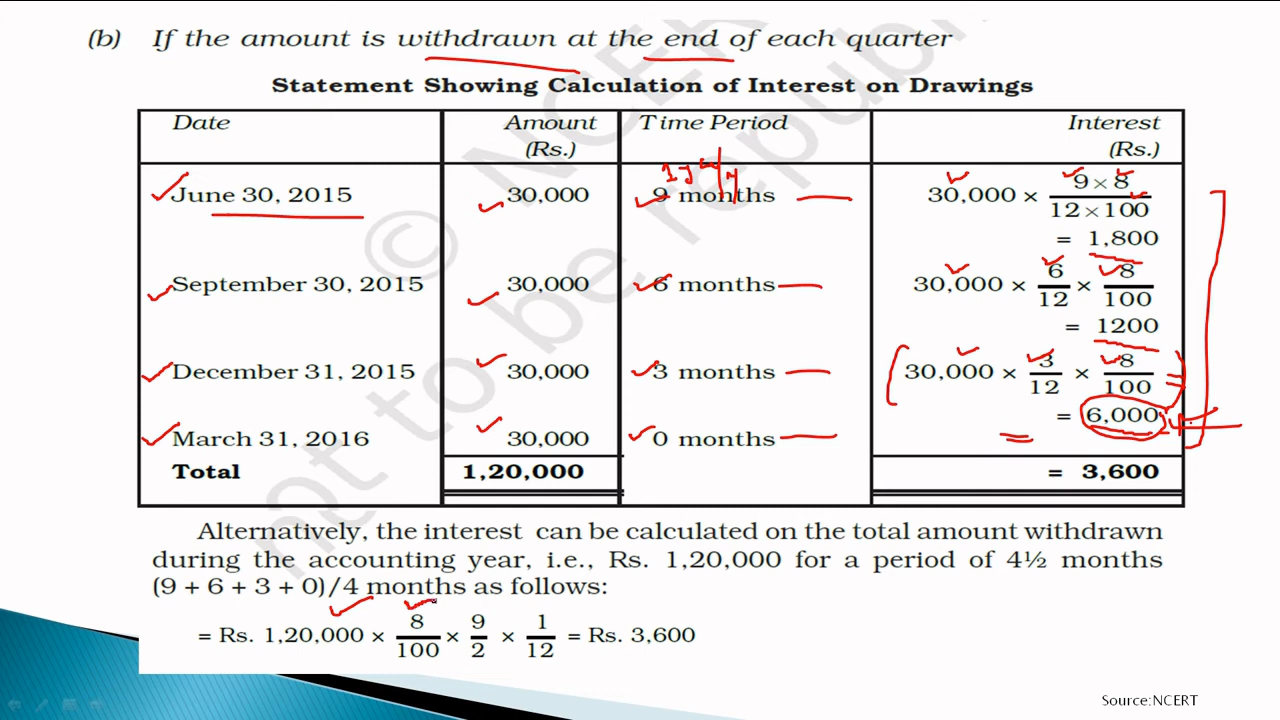 (b) If the amount is withdrawn at the end of each quarter
Statement Showing Calculation of Interest on Drawings
Date Amount Time Period Interest
(Rs.) (Rs.)
June 30, 2015 30,000 9 months 30,000 × 9 × 8 / 12 × 100
= 1,800
September 30, 2015 30,000 6 months 30,000 × 6/12 × 8/100
= 1200
December 31, 2015 30,000 3 months 30,000 × 3/12 × 8/100
= 6,000
March 31, 2016 30,000 0 months
Total 1,20,000 = 3,600
Alternatively, the interest can be calculated on the total amount withdrawn
during the accounting year, i.e., Rs. 1,20,000 for a period of 4½ months
(9 + 6 + 3 + 0)/4 months as follows:
= Rs. 1,20,000 × 8/100 × 9/2 × 1/12 = Rs. 3,600
Source:NCERT
© NCER
not to be republi